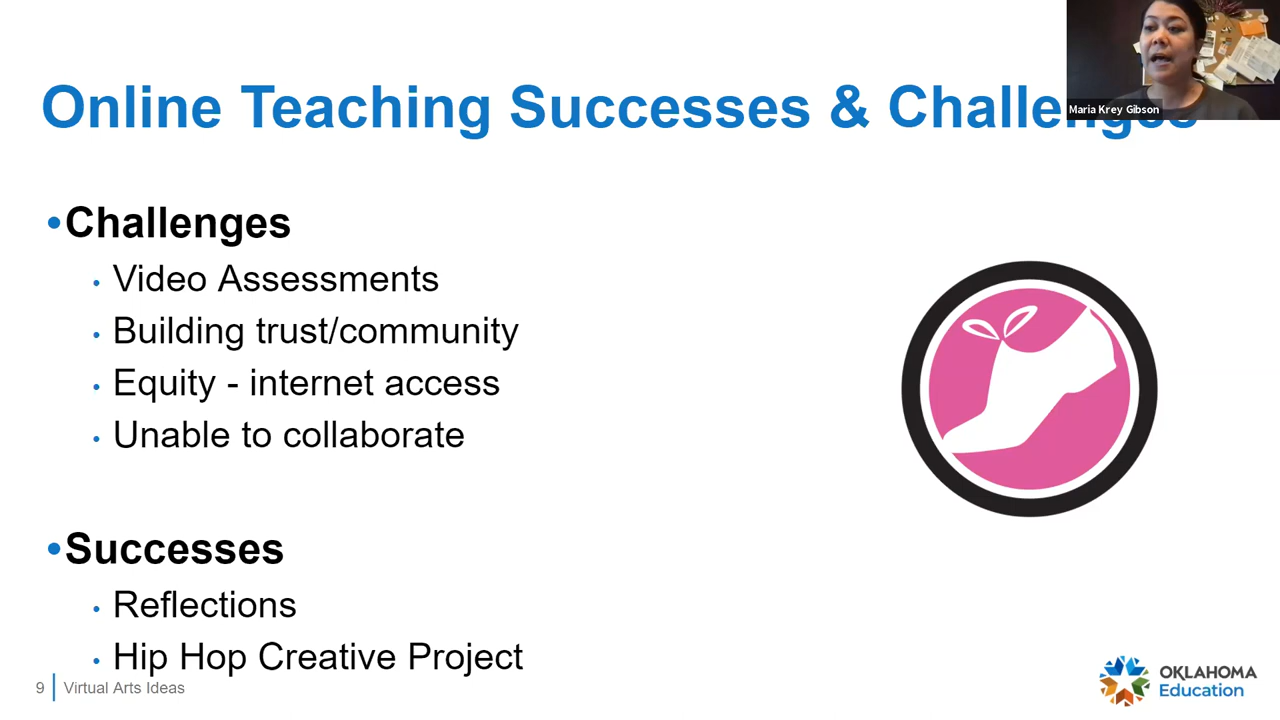 Online Teaching Successes & Challenges
Maria Krey Gibson
•Challenges
• Video Assessments
• Building trust/community
• Equity - internet access
• Unable to collaborate
•Successes
• Reflections
• Hip Hop Creative Project
9 Virtual Arts Ideas
OKLAHOMA
Education